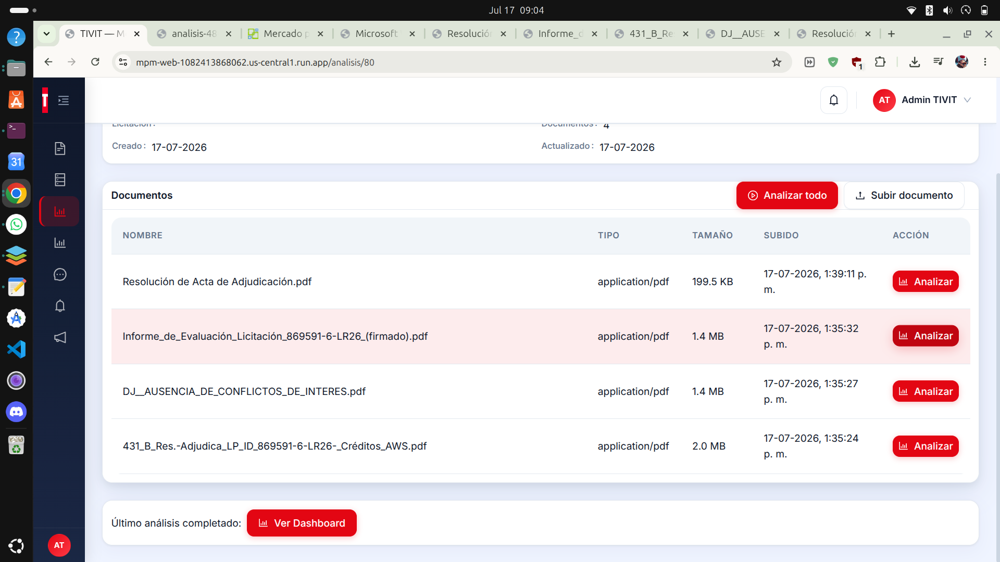 Jul 17 09:04
TIVIT — M
analisis-48
Mercado p
Microsoft
Resolución
Informe_d
431_B_Re
DJ__AUSE
Resolución
mpm-web-1082413868062.us-central1.run.app/analisis/80
1
31
T
AT
Admin TIVIT
Licitación:
Documentos: 4
Creado: 17-07-2026
Actualizado: 17-07-2026
Documentos
Analizar todo
Subir documento
NOMBRE TIPO TAMAÑO SUBIDO ACCIÓN
Resolución de Acta de Adjudicación.pdf application/pdf 199.5 KB 17-07-2026, 1:39:11 p.
m.
Analizar
Informe_de_Evaluación_Licitación_869591-6-LR26_(firmado).pdf application/pdf 1.4 MB 17-07-2026, 1:35:32
p. m.
Analizar
DJ__AUSENCIA_DE_CONFLICTOS_DE_INTERES.pdf application/pdf 1.4 MB 17-07-2026, 1:35:27
p. m.
Analizar
431_B_Res.-Adjudica_LP_ID_869591-6-LR26-_Créditos_AWS.pdf application/pdf 2.0 MB 17-07-2026, 1:35:24
p. m.
Analizar
Último análisis completado:
Ver Dashboard
AT